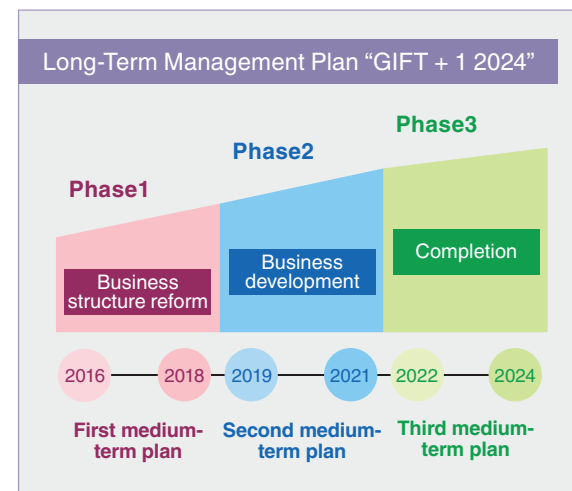 Long-Term Management Plan “GIFT + 1 2024”
Phase1
Phase2
Phase3
Business
structure reform
Business
development
Completion
2016
2018
2019
2021
2022
2024
First medium-
term plan
Second medium-
term plan
Third medium-
term plan